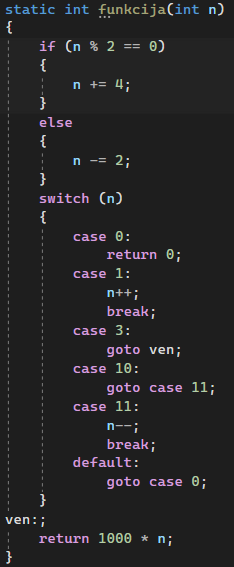 static int funkcija(int n)
{
    if (n % 2 == 0)
    {
        n += 4;
    }
    else
    {
        n -= 2;
    }
    switch (n)
    {
        case 0:
            return 0;
        case 1:
            n++;
            break;
        case 3:
            goto ven;
        case 10:
            goto case 11;
        case 11:
            n--;
            break;
        default:
            goto case 0;
    }
ven:;
    return 1000 * n;
}